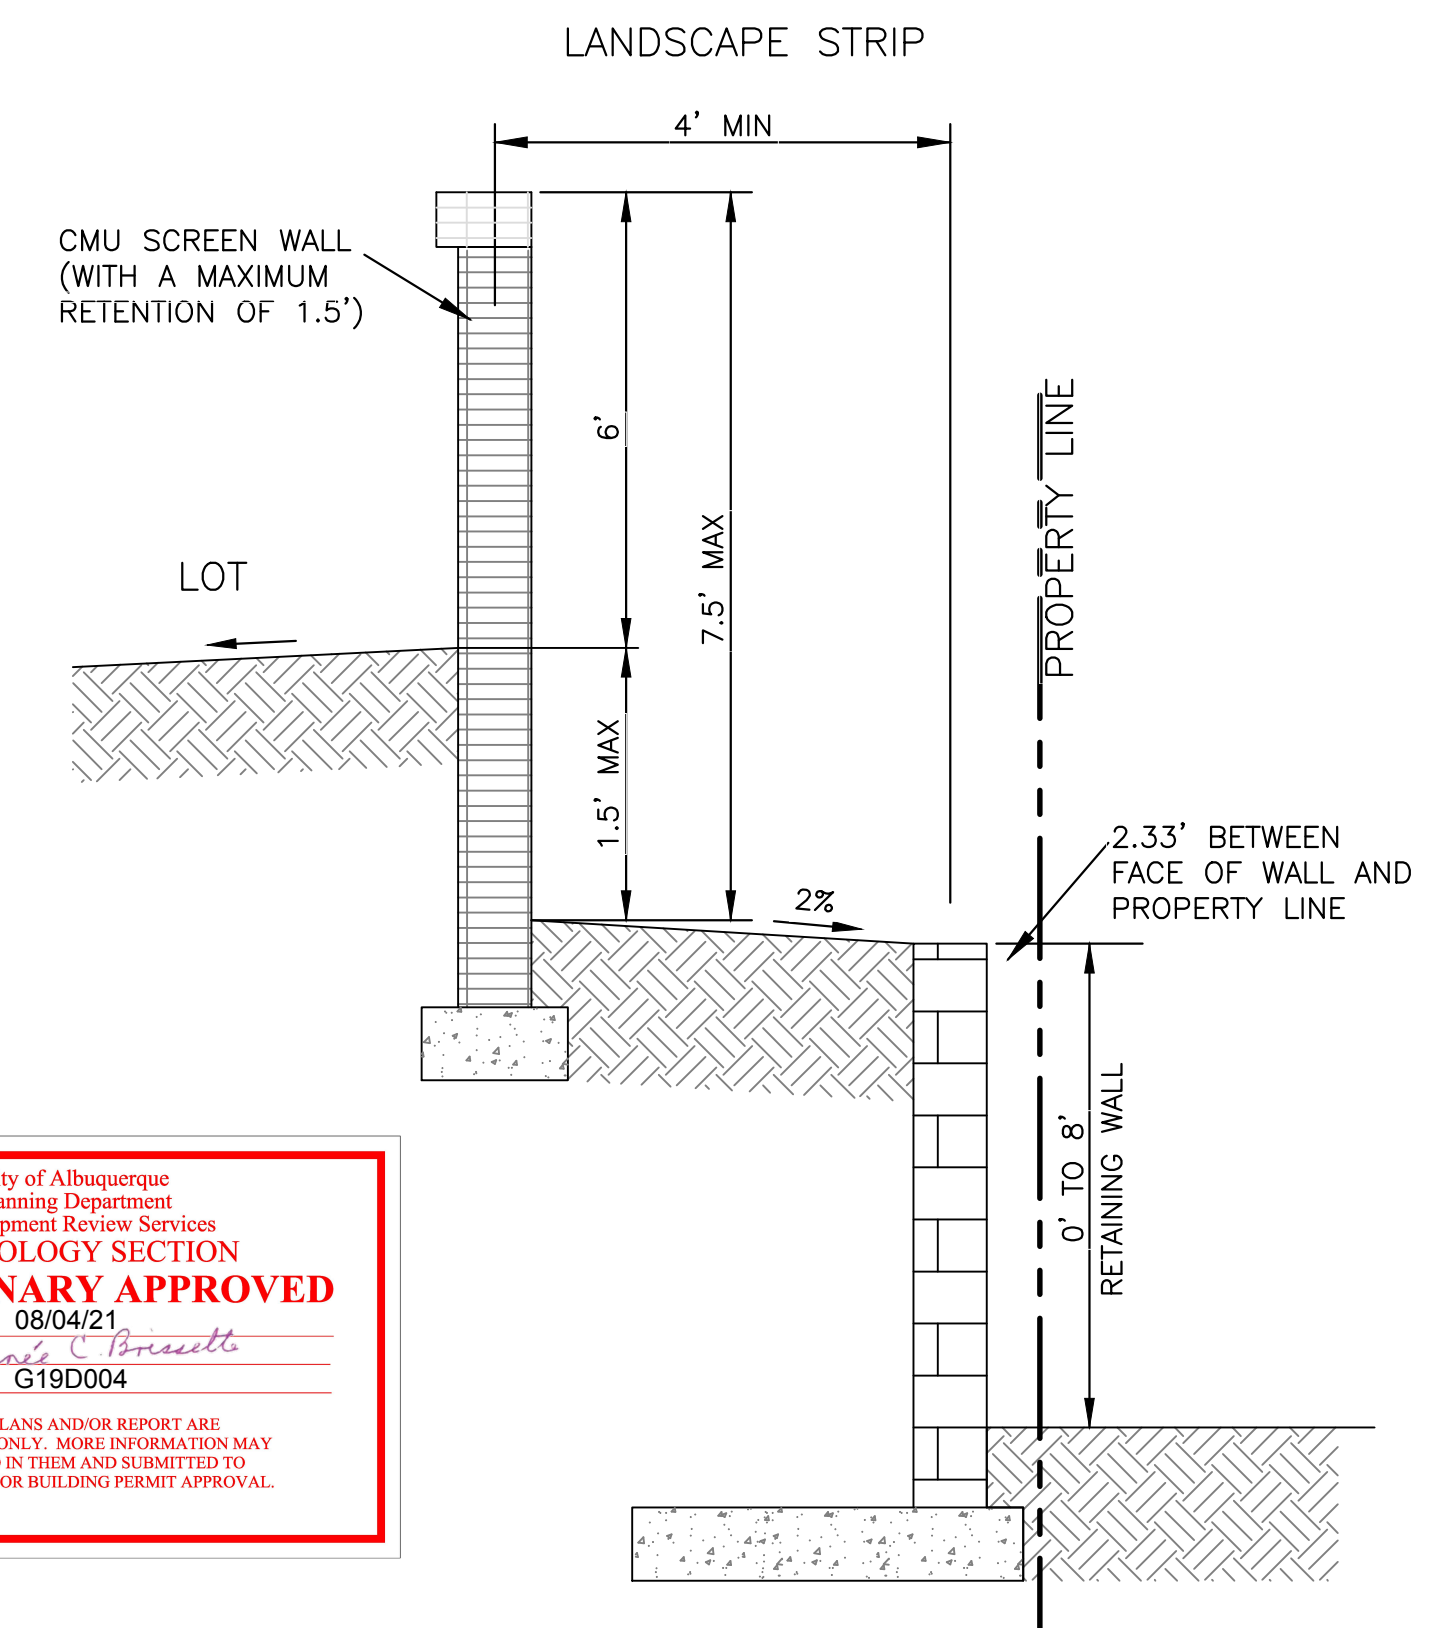 LANDSCAPE STRIP
4' MIN
CMU SCREEN WALL
(WITH A MAXIMUM
RETENTION OF 1.5')
6'
7.5' MAX
PROPERTY LINE
LOT
1.5' MAX
2%
2.33' BETWEEN
FACE OF WALL AND
PROPERTY LINE
0' TO 8'
RETAINING WALL
ty of Albuquerque
anning Department
pment Review Services
OLOGY SECTION
NARY APPROVED
08/04/21
née C. Brissette
G19D004
LANS AND/OR REPORT ARE
ONLY. MORE INFORMATION MAY
IN THEM AND SUBMITTED TO
OR BUILDING PERMIT APPROVAL.